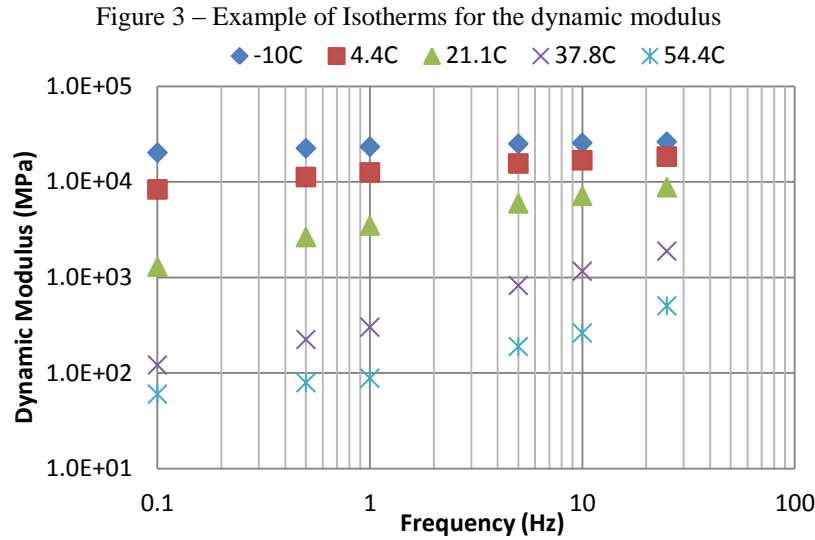 Figure 3 – Example of Isotherms for the dynamic modulus
-10C 4.4C 21.1C 37.8C 54.4C
Dynamic Modulus (MPa)
1.0E+05
1.0E+04
1.0E+03
1.0E+02
1.0E+01
0.1 1 10 100
Frequency (Hz)